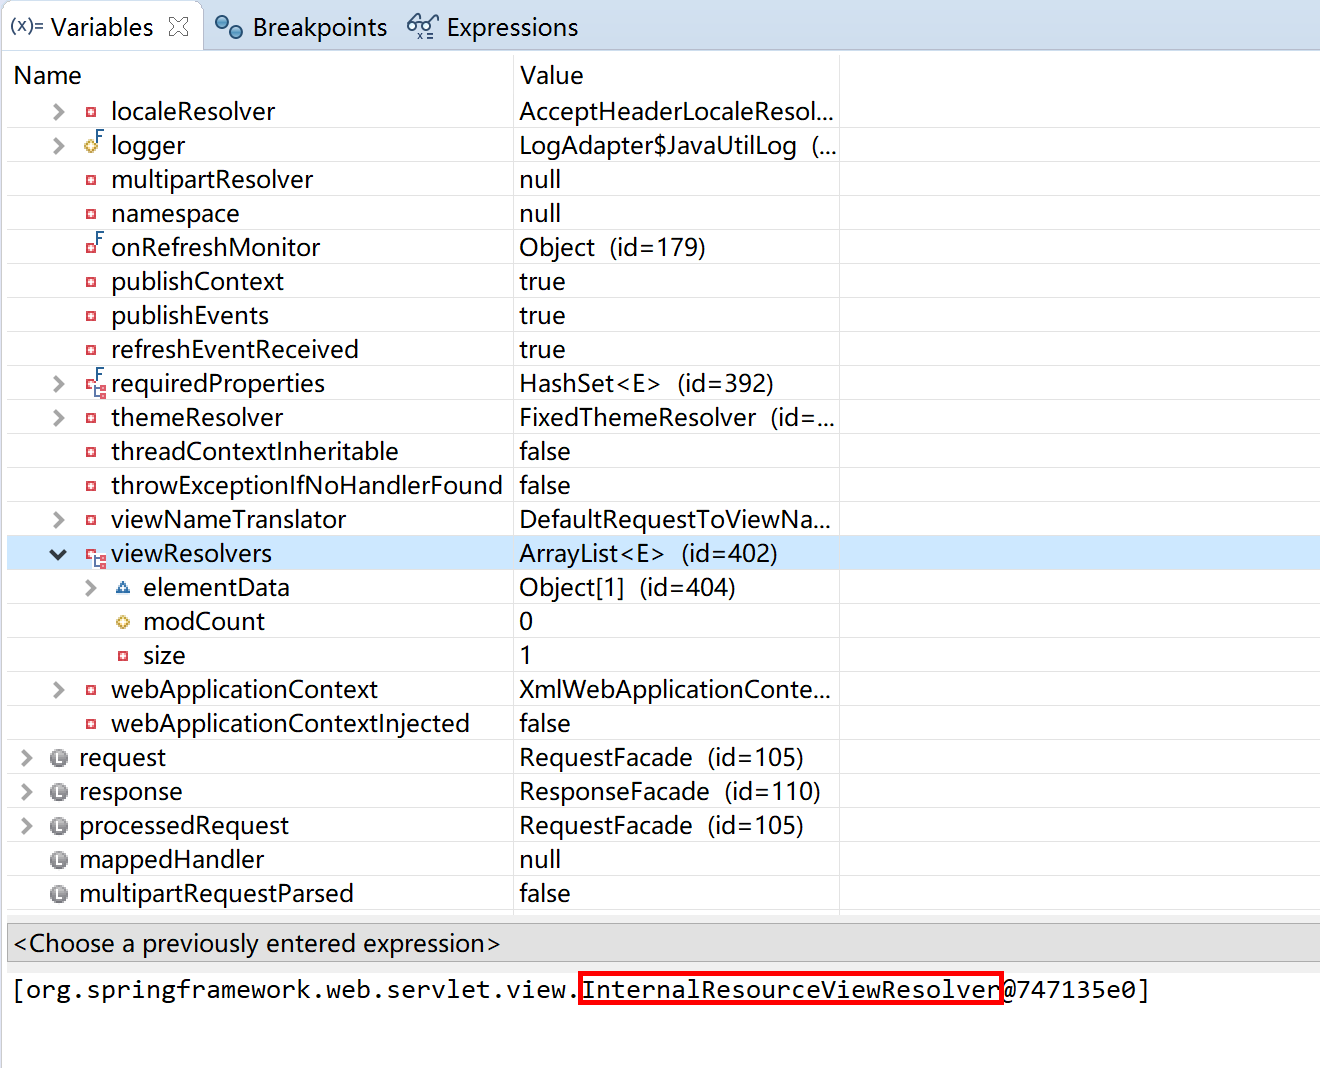 (x)= Variables Breakpoints Expressions
Name Value
localeResolver AcceptHeaderLocaleResol...
logger LogAdapter$JavaUtilLog (...
multipartResolver null
namespace null
onRefreshMonitor Object (id=179)
publishContext true
publishEvents true
refreshEventReceived true
requiredProperties HashSet<E> (id=392)
themeResolver FixedThemeResolver (id=...
threadContextInheritable false
throwExceptionIfNoHandlerFound false
viewNameTranslator DefaultRequestToViewNa...
viewResolvers ArrayList<E> (id=402)
elementData Object[1] (id=404)
modCount 0
size 1
webApplicationContext XmlWebApplicationConte...
webApplicationContextInjected false
request RequestFacade (id=105)
response ResponseFacade (id=110)
processedRequest RequestFacade (id=105)
mappedHandler null
multipartRequestParsed false
<Choose a previously entered expression>
[org.springframework.web.servlet.view.InternalResourceViewResolver@747135e0]